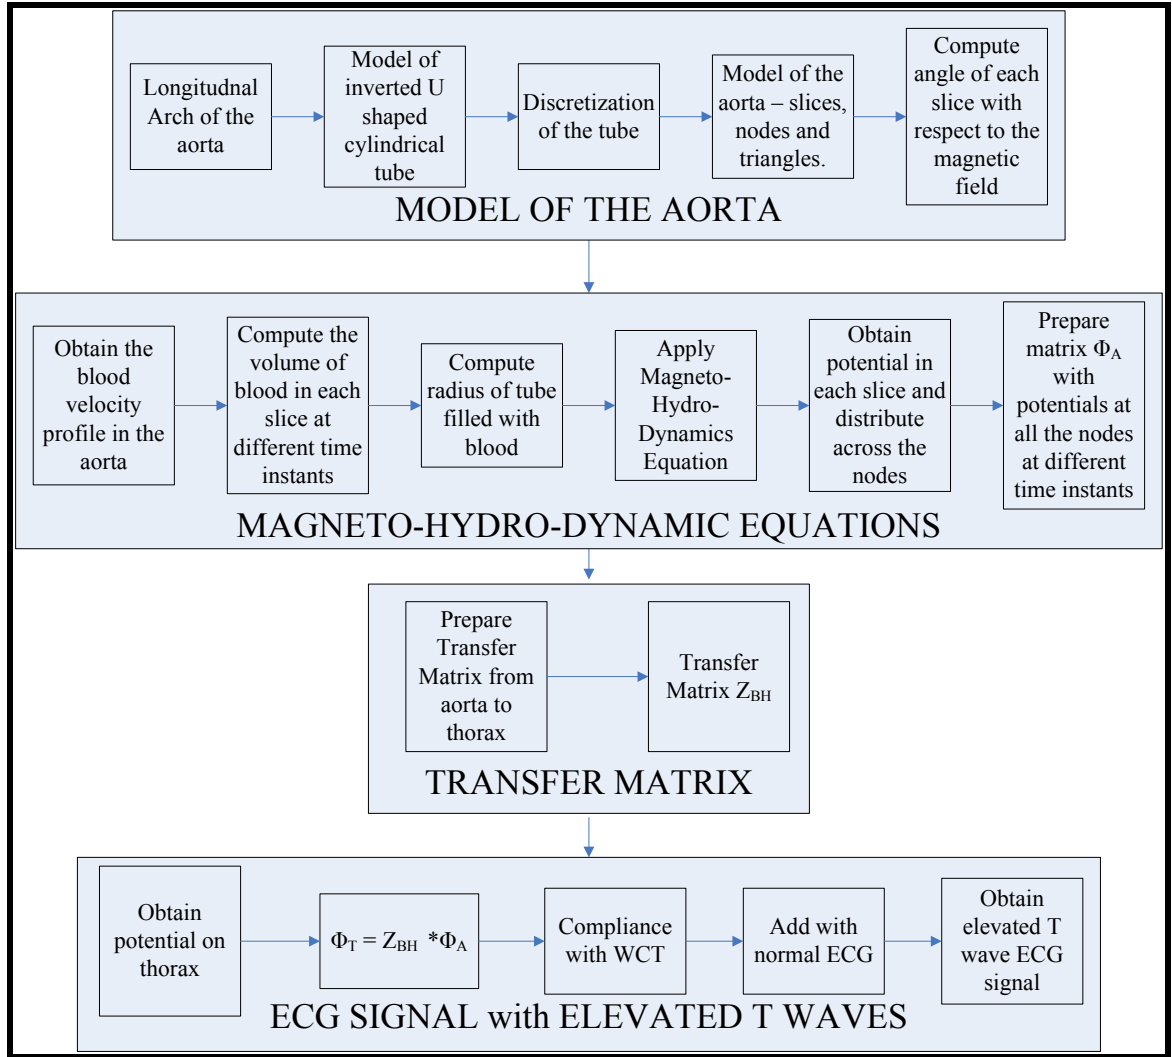 Longitudnal
Arch of the
aorta
Model of
inverted U
shaped
cylindrical
tube
Discretization
of the tube
Model of the
aorta – slices,
nodes and
triangles.
Compute
angle of each
slice with
respect to the
magnetic
field
MODEL OF THE AORTA
Obtain the
blood
velocity
profile in the
aorta
Compute the
volume of
blood in each
slice at
different time
instants
Compute
radius of tube
filled with
blood
Apply
Magneto-
Hydro-
Dynamics
Equation
Obtain
potential in
each slice and
distribute
across the
nodes
Prepare
matrix Φ_A
with
potentials at
all the nodes
at different
time instants
MAGNETO-HYDRO-DYNAMIC EQUATIONS
Prepare
Transfer
Matrix from
aorta to
thorax
Transfer
Matrix Z_BH
TRANSFER MATRIX
Obtain
potential on
thorax
Φ_T = Z_BH *Φ_A
Compliance
with WCT
Add with
normal ECG
Obtain
elevated T
wave ECG
signal
ECG SIGNAL with ELEVATED T WAVES